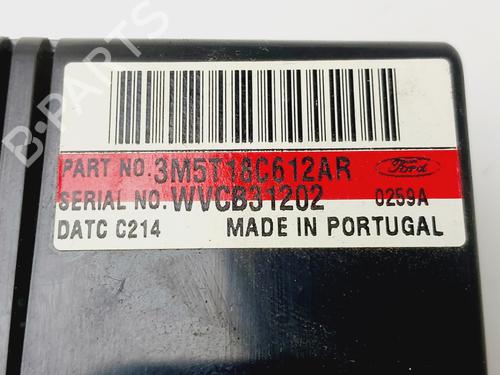 B-PARTS
PART NO. 3M5T18C612AR Ford
SERIAL NO. WVCB31202 0259A
DATC C214 MADE IN PORTUGAL